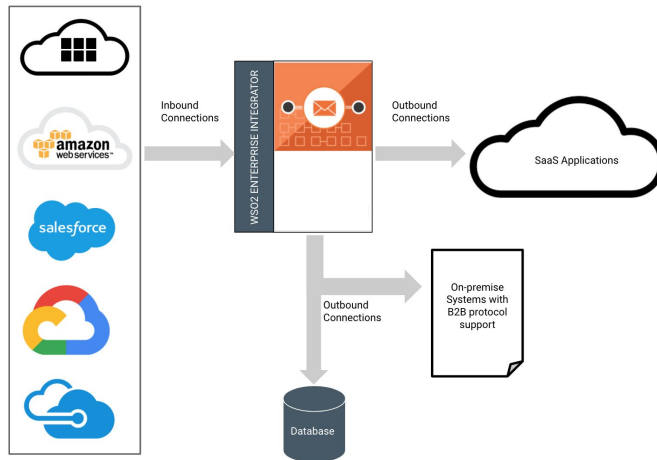 amazon
web services™
salesforce
Inbound
Connections
WSO2 ENTERPRISE INTEGRATOR
Outbound
Connections
SaaS Applications
Outbound
Connections
On-premise
Systems with
B2B protocol
support
Database